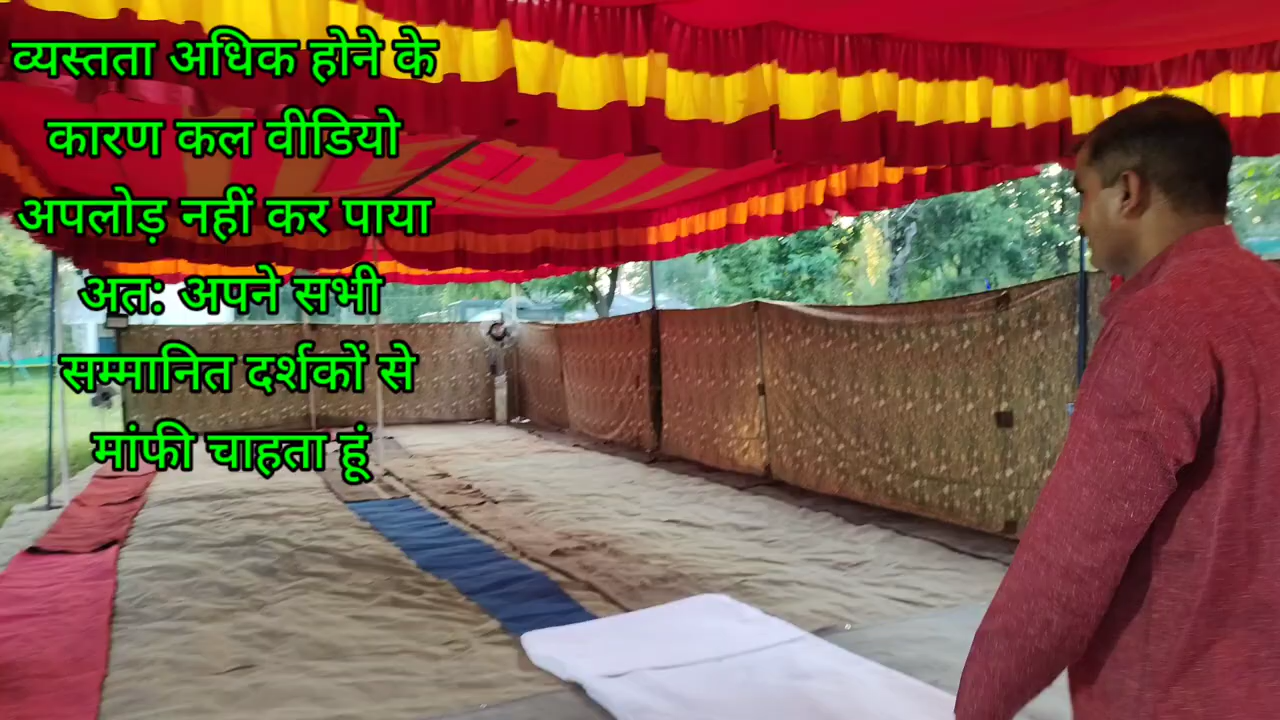 व्यस्तता अधिक होने के
कारण कल वीडियो
अपलोड़ नहीं कर पाया
अत: अपने सभी
सम्मानित दर्शकों से
मांफी चाहता हूं